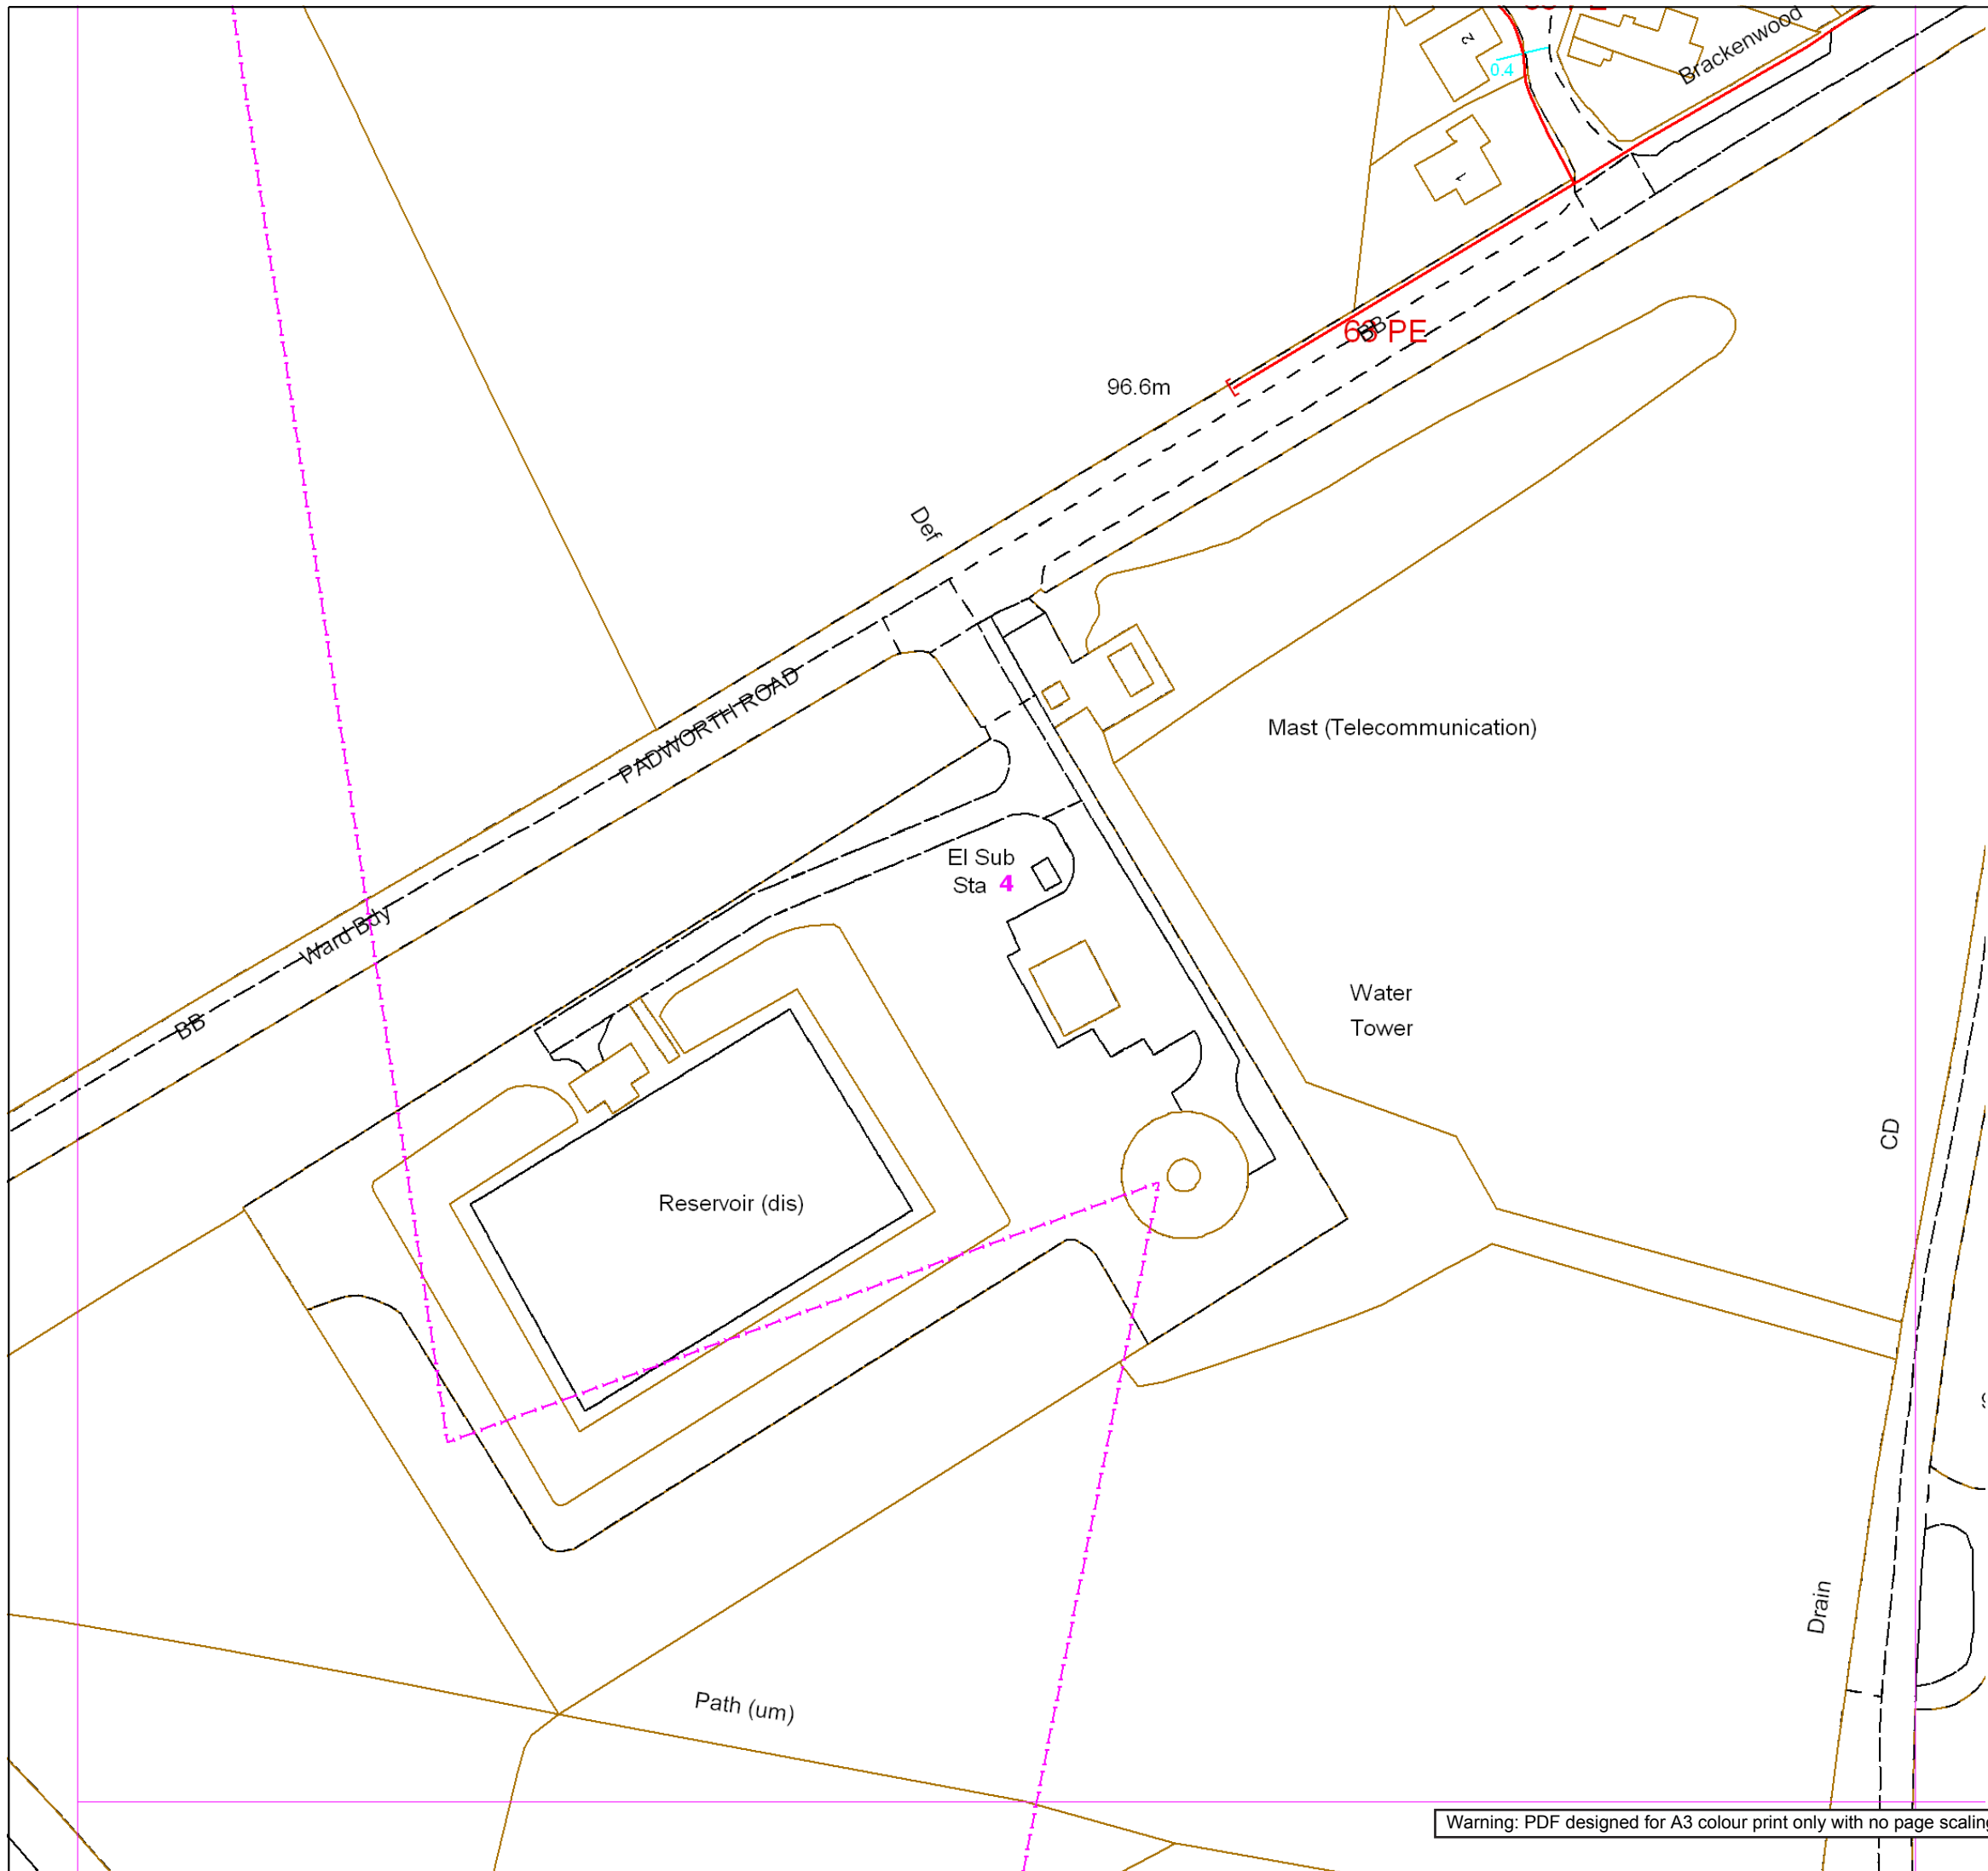 2
Brackenwood
0.4
1
63 PE
BB
96.6m
Def
PADWORTH ROAD
Mast (Telecommunication)
El Sub
Sta 4
Ward Bdy
BB
Water
Tower
CD
Reservoir (dis)
Drain
Path (um)
Warning: PDF designed for A3 colour print only with no page scaling